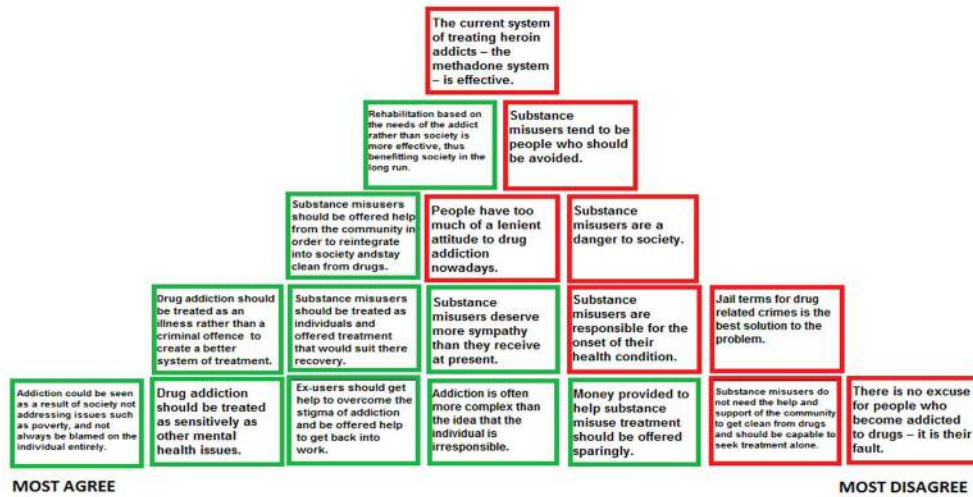 The current system
of treating heroin
addicts – the
methadone system
– is effective.
Rehabilitation based on
the needs of the addict
rather than society is
more effective, thus
benefitting society in the
long run.
Substance
misusers tend to be
people who should
be avoided.
Substance misusers
should be offered help
from the community in
order to reintegrate
into society andstay
clean from drugs.
People have too
much of a lenient
attitude to drug
addiction
nowadays.
Substance
misusers are a
danger to society.
Drug addiction should
be treated as an
illness rather than a
criminal offence to
create a better
system of treatment.
Substance misusers
should be treated as
individuals and
offered treatment
that would suit there
recovery.
Substance
misusers deserve
more sympathy
than they receive
at present.
Substance
misusers are
responsible for the
onset of their
health condition.
Jail terms for drug
related crimes is the
best solution to the
problem.
Addiction could be seen
as a result of society not
addressing issues such
as poverty, and not
always be blamed on the
individual entirely.
Drug addiction
should be treated
as sensitively as
other mental
health issues.
Ex-users should get
help to overcome the
stigma of addiction
and be offered help
to get back into
work.
Addiction is often
more complex than
the idea that the
individual is
irresponsible.
Money provided to
help substance
misuse treatment
should be offered
sparingly.
Substance misusers do
not need the help and
support of the community
to get clean from drugs
and should be capable to
seek treatment alone.
There is no excuse
for people who
become addicted
to drugs – it is their
fault.
MOST AGREE
MOST DISAGREE